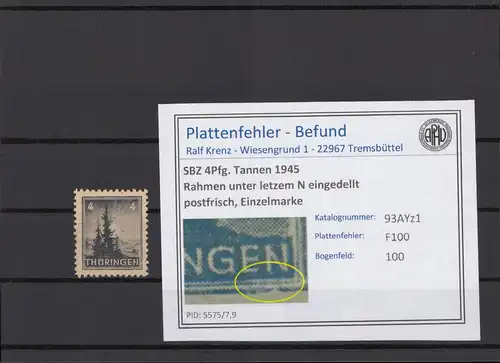 Plattenfehler - Befund
Ralf Krenz - Wiesengrund 1 - 22967 Tremsbüttel
SBZ 4Pfg. Tannen 1945
Rahmen unter letzem N eingedellt
postfrisch, Einzelmarke
Katalognummer: 93AYz1
Plattenfehler: F100
Bogenfeld: 100
NGEN
PID: 5575/7,9
4 4
THÜRINGEN